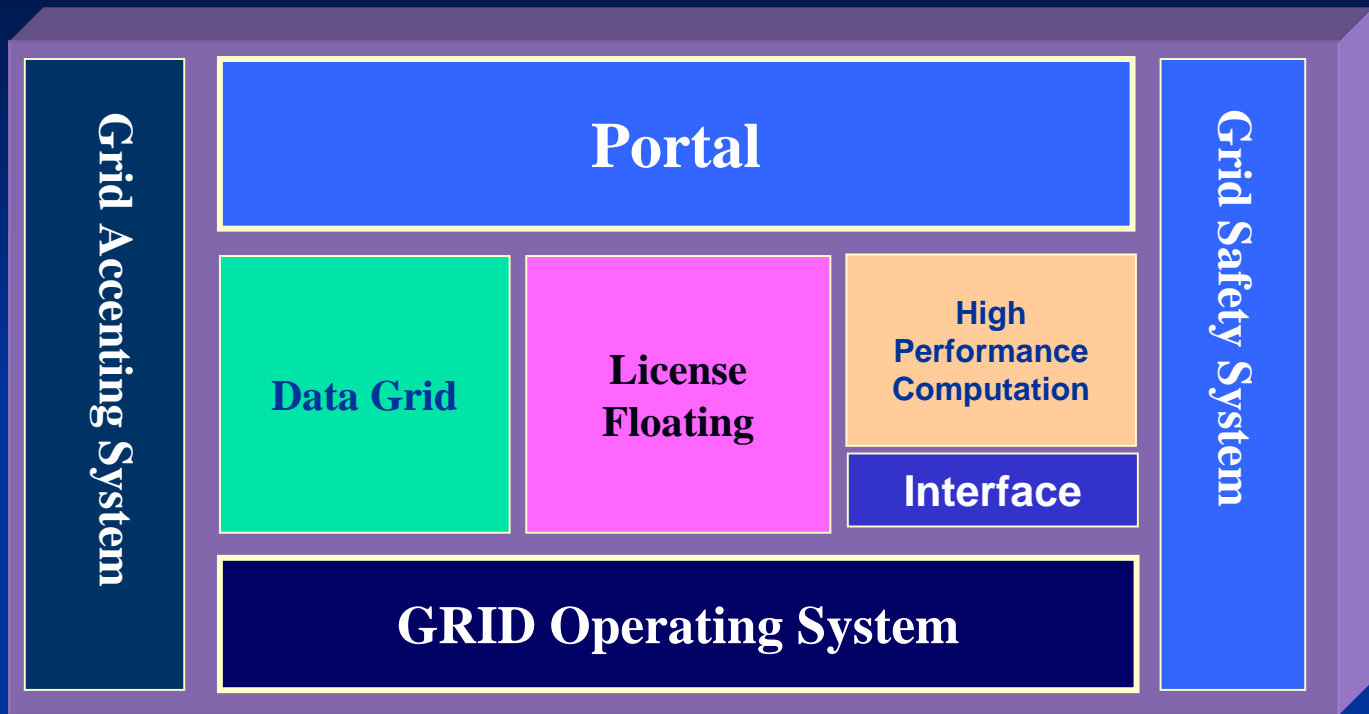 Grid Accenting System
Portal
Grid Safety System
Data Grid
License
Floating
High
Performance
Computation
Interface
GRID Operating System